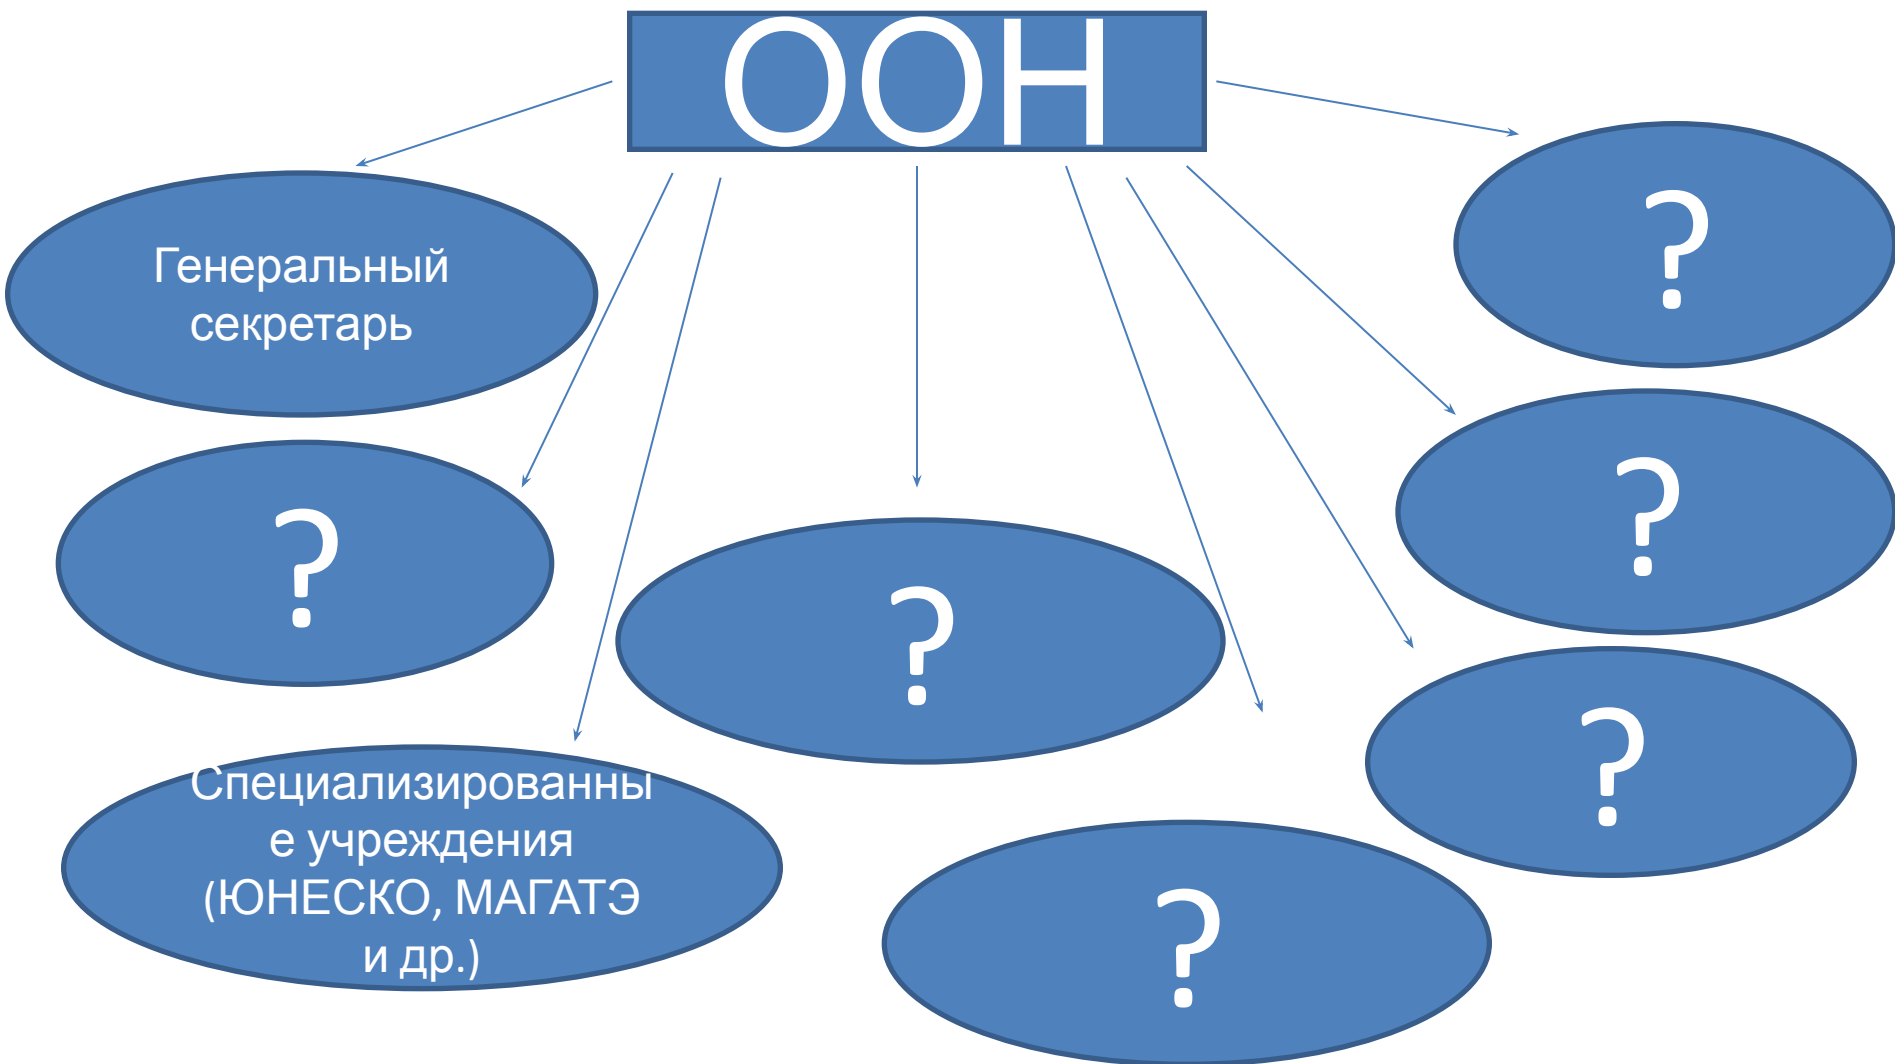 ООН
Генеральный
секретарь
?
?
?
?
?
Специализированны
е учреждения
(ЮНЕСКО, МАГАТЭ
и др.)
?